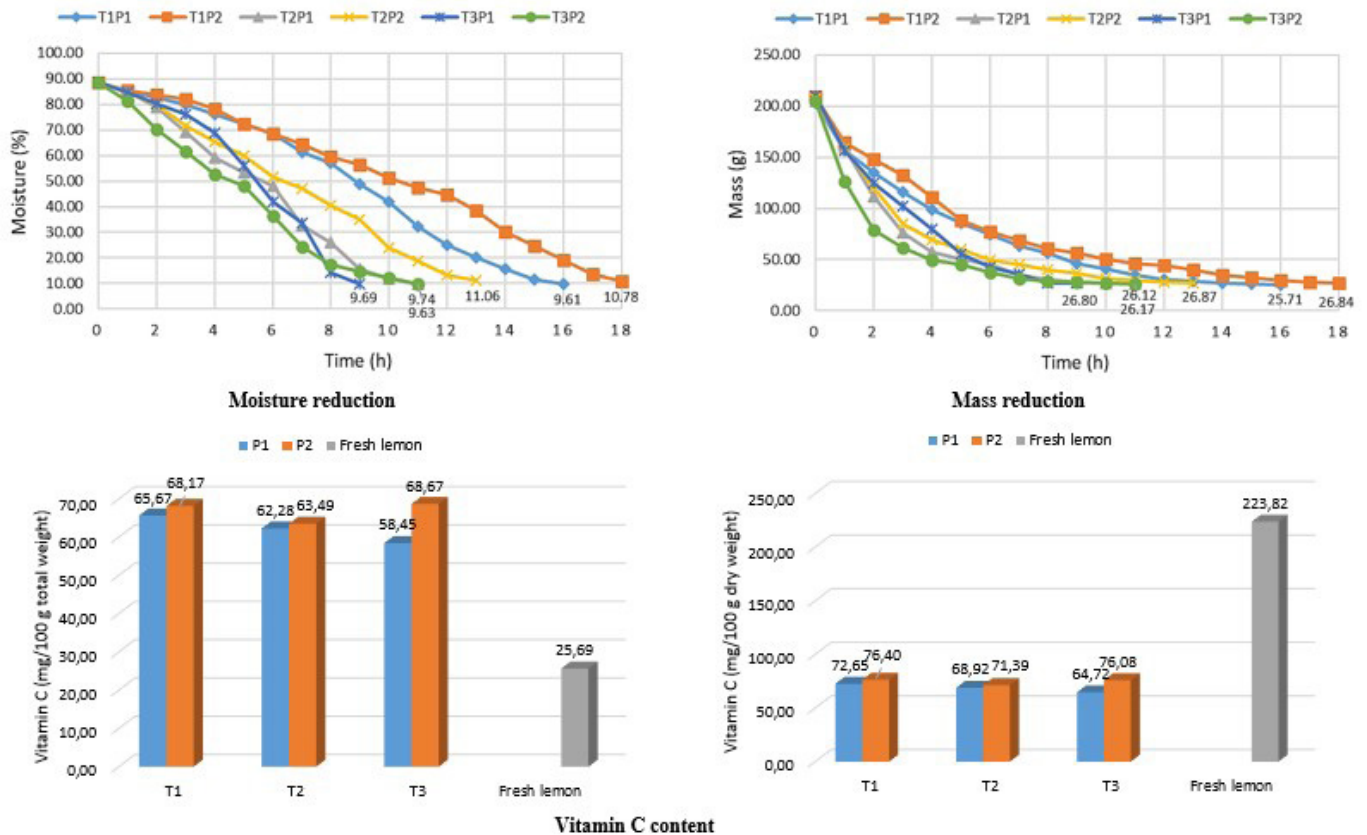 T1P1 T1P2 T2P1 T2P2 T3P1 T3P2
100.00
90.00
80.00
70.00
60.00
50.00
40.00
30.00
20.00
10.00
0.00
Moisture (%)
9.69 9.74 11.06 9.61 10.78
9.63
0 2 4 6 8 10 12 14 16 18
Time (h)
Moisture reduction
T1P1 T1P2 T2P1 T2P2 T3P1 T3P2
250.00
200.00
150.00
100.00
50.00
0.00
Mass (g)
26.80 26.12 26.87 25.71 26.84
26.17
0 2 4 6 8 10 12 14 16 18
Time (h)
Mass reduction
P1 P2 Fresh lemon
70,00
60,00
50,00
40,00
30,00
20,00
10,00
0,00
Vitamin C (mg/100 g total weight)
65,67 68,17 62,28 63,49 58,45 68,67 25,69
T1 T2 T3 Fresh lemon
P1 P2 Fresh lemon
250,00
200,00
150,00
100,00
50,00
0,00
Vitamin C (mg/100 g dry weight)
72,65 76,40 68,92 71,39 64,72 76,08 223,82
T1 T2 T3 Fresh lemon
Vitamin C content